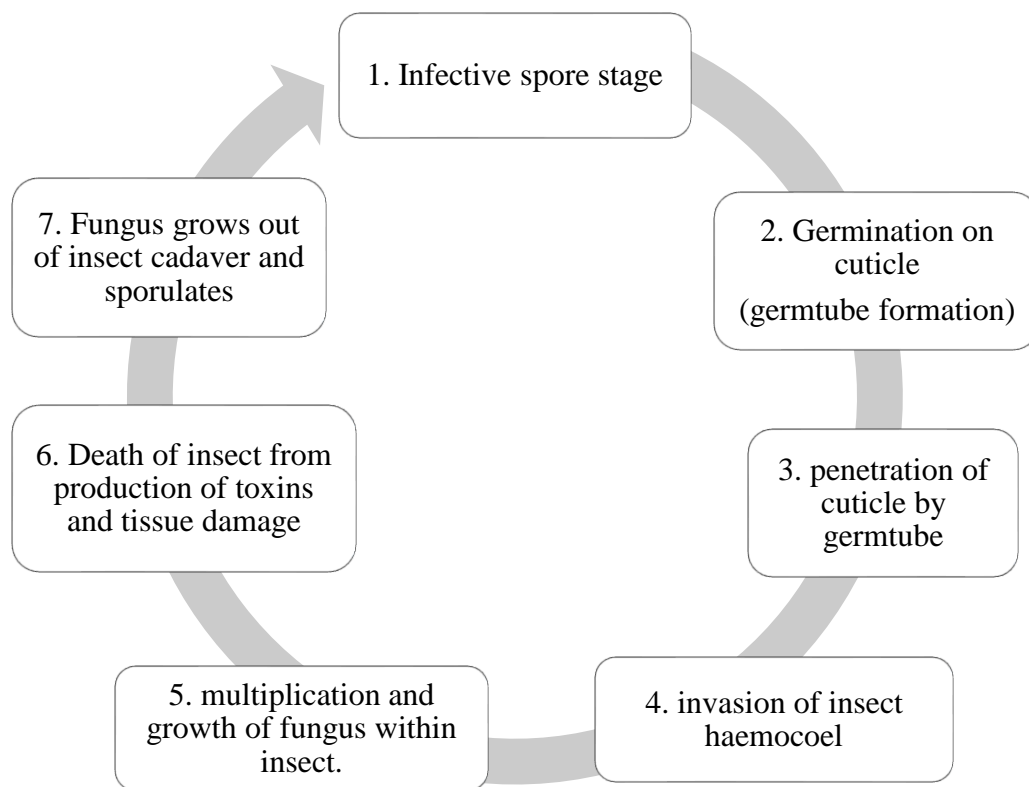 1. Infective spore stage
2. Germination on
cuticle
(germtube formation)
3. penetration of
cuticle by
germtube
4. invasion of insect
haemocoel
5. multiplication and
growth of fungus within
insect.
6. Death of insect from
production of toxins
and tissue damage
7. Fungus grows out
of insect cadaver and
sporulates